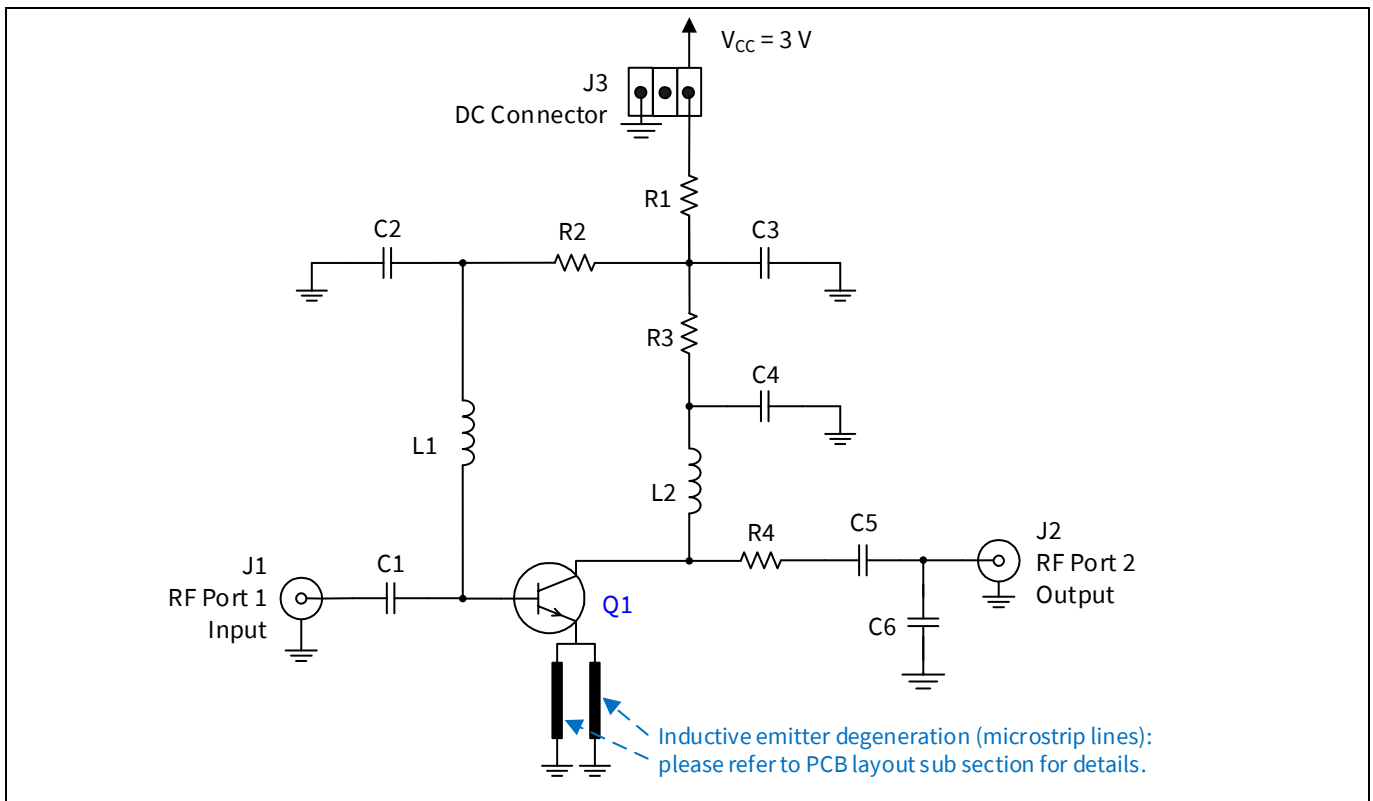 V_CC = 3 V
J3
DC Connector
R1
C2
R2
C3
R3
C4
L1
L2
R4
C5
J2
RF Port 2
Output
J1
RF Port 1
Input
C1
Q1
C6
Inductive emitter degeneration (microstrip lines):
please refer to PCB layout sub section for details.